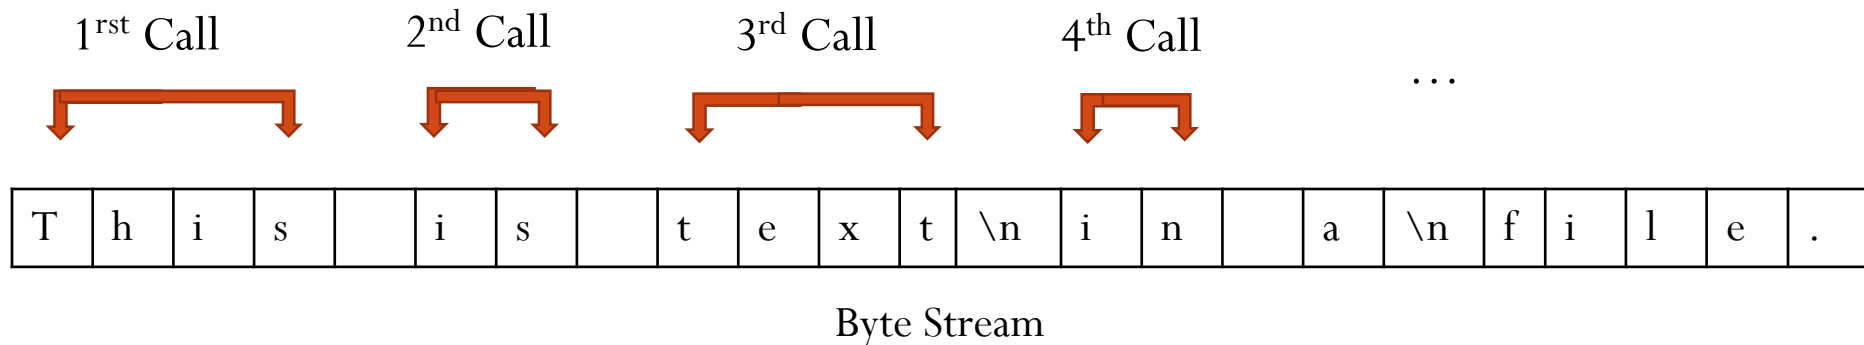 1rst Call 2nd Call 3rd Call 4th Call ...
T h i s   i s   t e x t \n i n   a \n f i l e .
Byte Stream